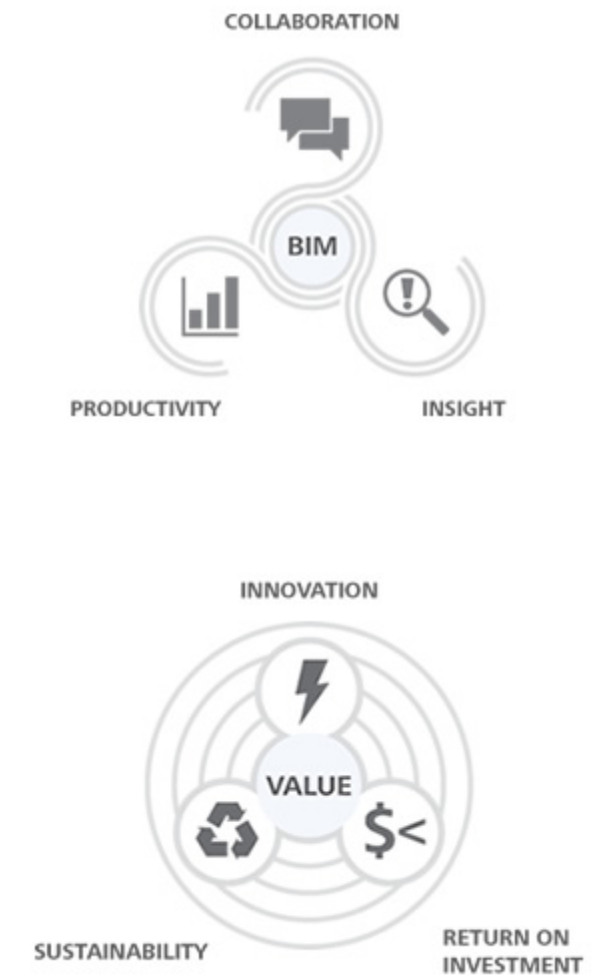 COLLABORATION
BIM
PRODUCTIVITY
INSIGHT
INNOVATION
VALUE
$<
SUSTAINABILITY
RETURN ON
INVESTMENT